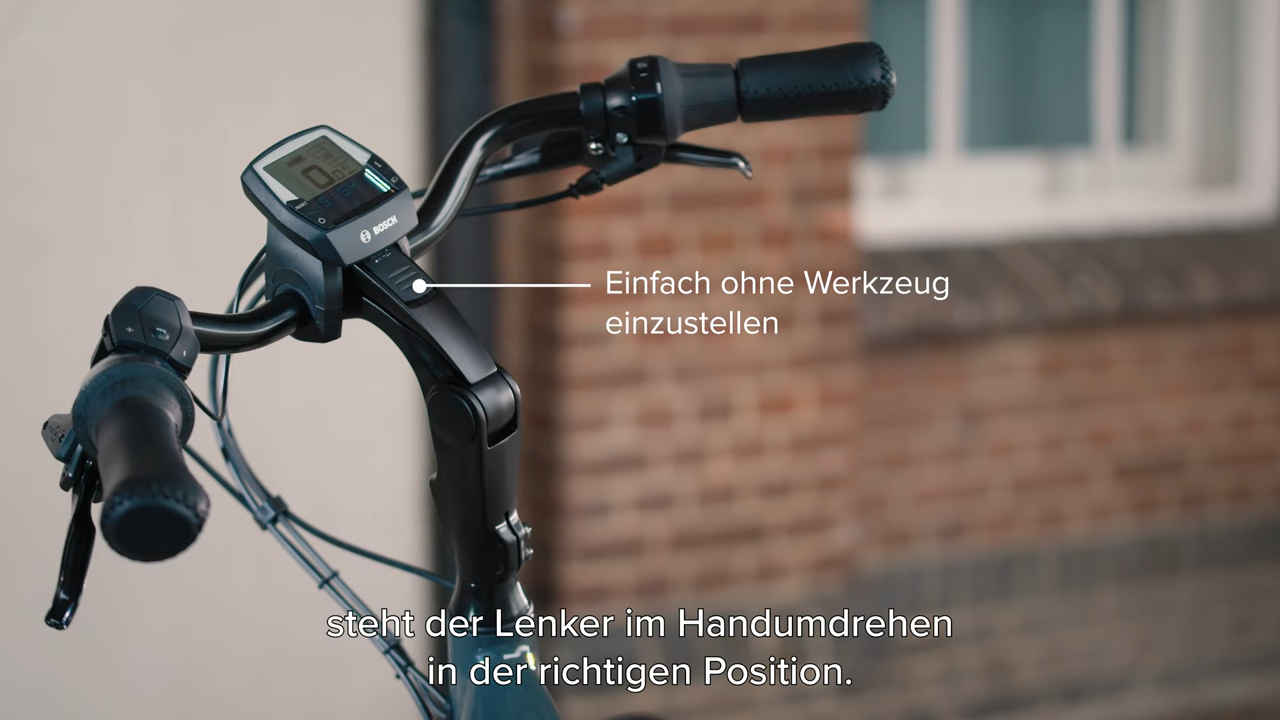 BOSCH
Einfach ohne Werkzeug
einzustellen
steht der Lenker im Handumdrehen
in der richtigen Position.